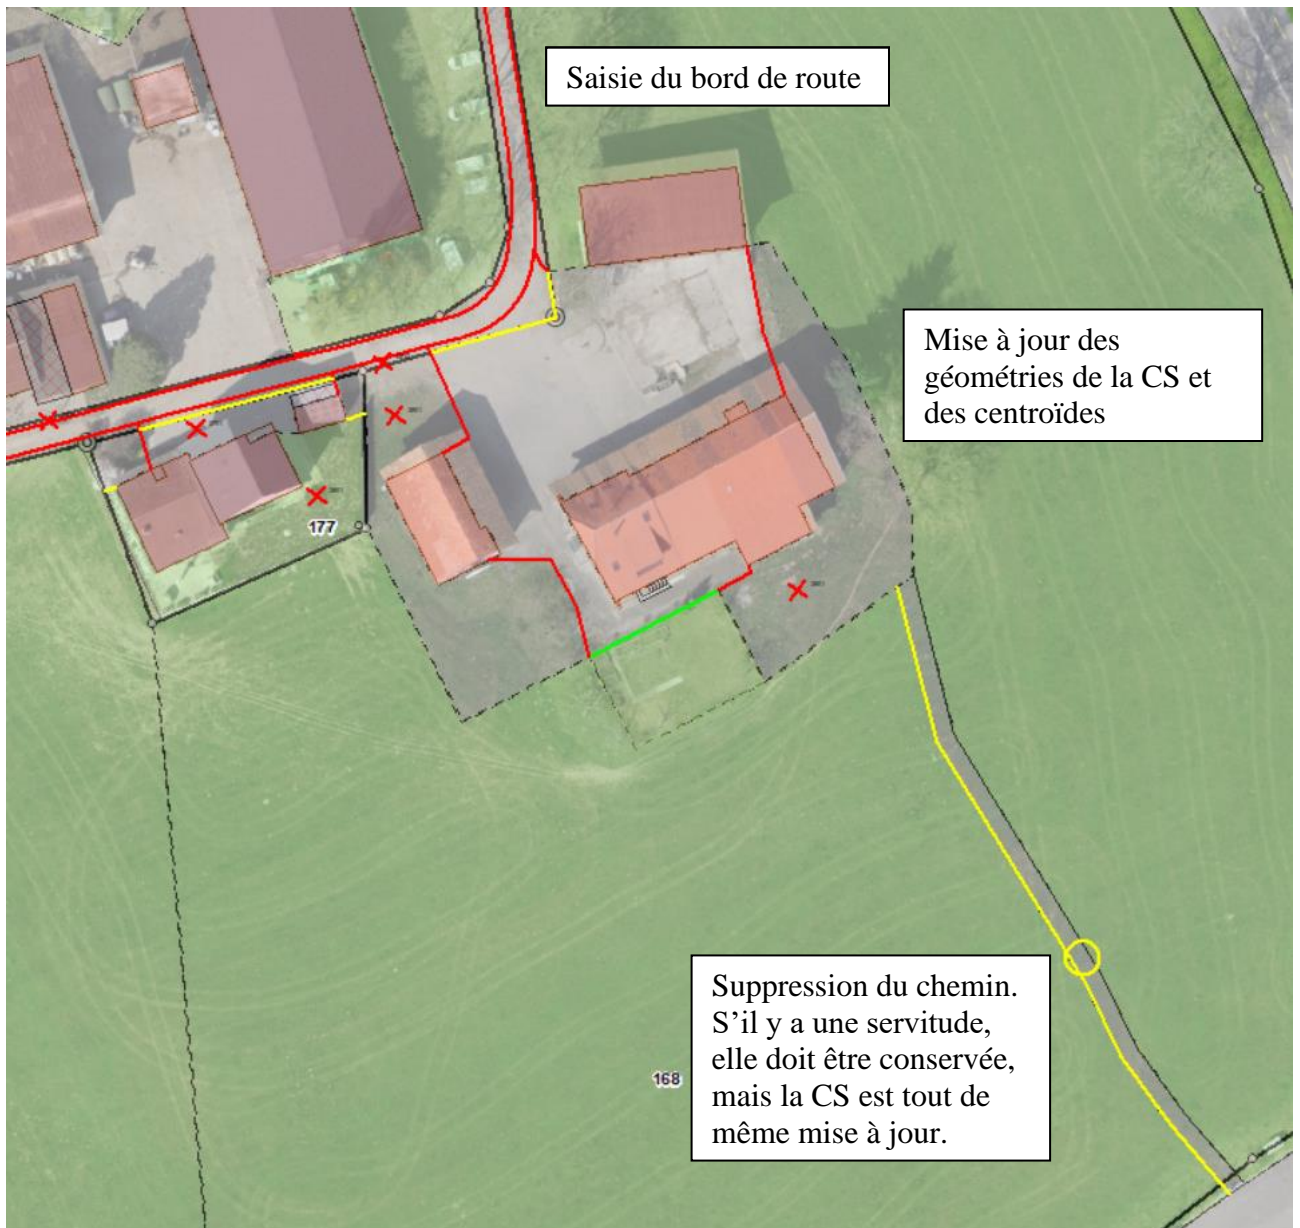 Saisie du bord de route
Mise à jour des
géométries de la CS et
des centroïdes
177
Suppression du chemin.
S’il y a une servitude,
elle doit être conservée,
mais la CS est tout de
même mise à jour.
168